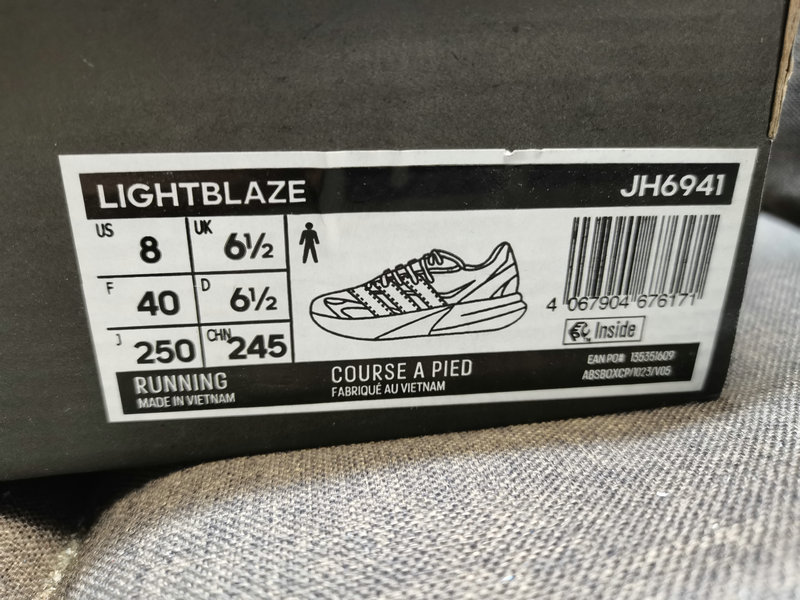 LIGHTBLAZE JH6941
US 8 UK 6½
F 40 D 6½
J 250 CHN 245
4 067904 676171
Inside
RUNNING
MADE IN VIETNAM
COURSE A PIED
FABRIQUÉ AU VIETNAM
EAN PO# 135351609
ABSBOXCP/1023/V05